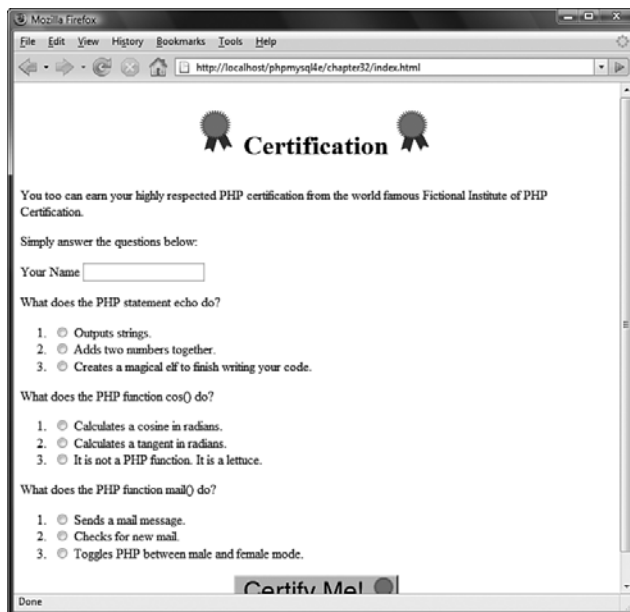 Mozilla Firefox
File Edit View History Bookmarks Tools Help
http://localhost/phpmysql4e/chapter32/index.html
Certification
You too can earn your highly respected PHP certification from the world famous Fictional Institute of PHP
Certification.
Simply answer the questions below:
Your Name
What does the PHP statement echo do?
1. Outputs strings.
2. Adds two numbers together.
3. Creates a magical elf to finish writing your code.
What does the PHP function cos() do?
1. Calculates a cosine in radians.
2. Calculates a tangent in radians.
3. It is not a PHP function. It is a lettuce.
What does the PHP function mail() do?
1. Sends a mail message.
2. Checks for new mail.
3. Toggles PHP between male and female mode.
Certify Me!
Done